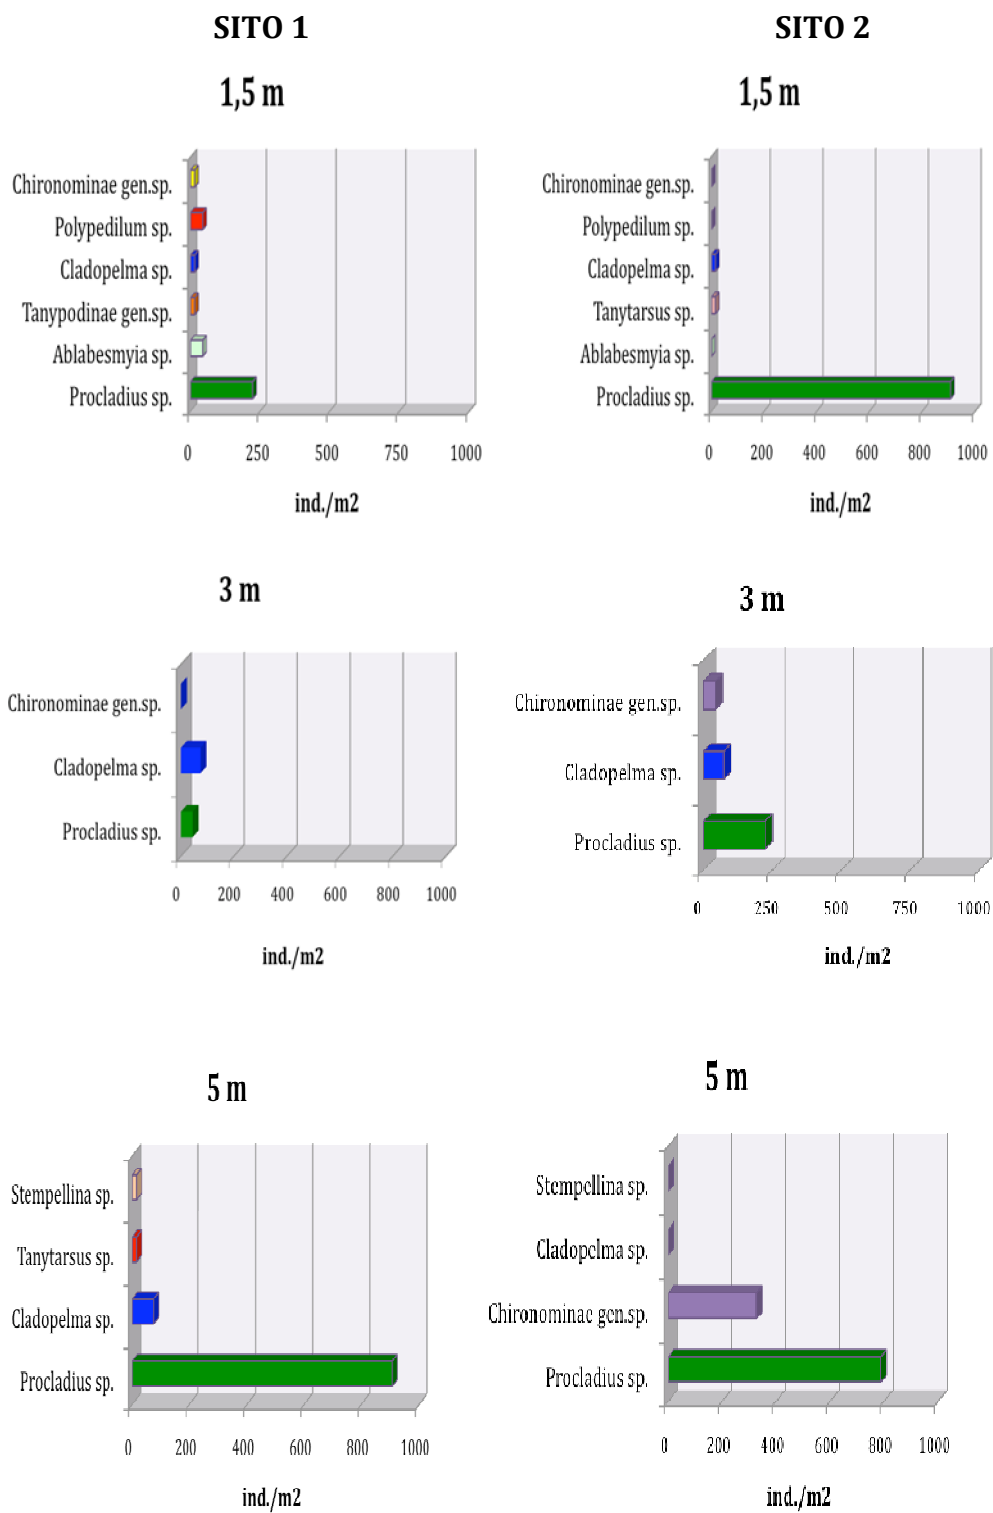 SITO 1
SITO 2
1,5 m
Chironominae gen.sp.
Polypedilum sp.
Cladopelma sp.
Tanypodinae gen.sp.
Ablabesmyia sp.
Procladius sp.
0 250 500 750 1000
ind./m2
1,5 m
Chironominae gen.sp.
Polypedilum sp.
Cladopelma sp.
Tanytarsus sp.
Ablabesmyia sp.
Procladius sp.
0 200 400 600 800 1000
ind./m2
3 m
Chironominae gen.sp.
Cladopelma sp.
Procladius sp.
0 200 400 600 800 1000
ind./m2
3 m
Chironominae gen.sp.
Cladopelma sp.
Procladius sp.
0 250 500 750 1000
ind./m2
5 m
Stempellina sp.
Tanytarsus sp.
Cladopelma sp.
Procladius sp.
0 200 400 600 800 1000
ind./m2
5 m
Stempellina sp.
Cladopelma sp.
Chironominae gen.sp.
Procladius sp.
0 200 400 600 800 1000
ind./m2